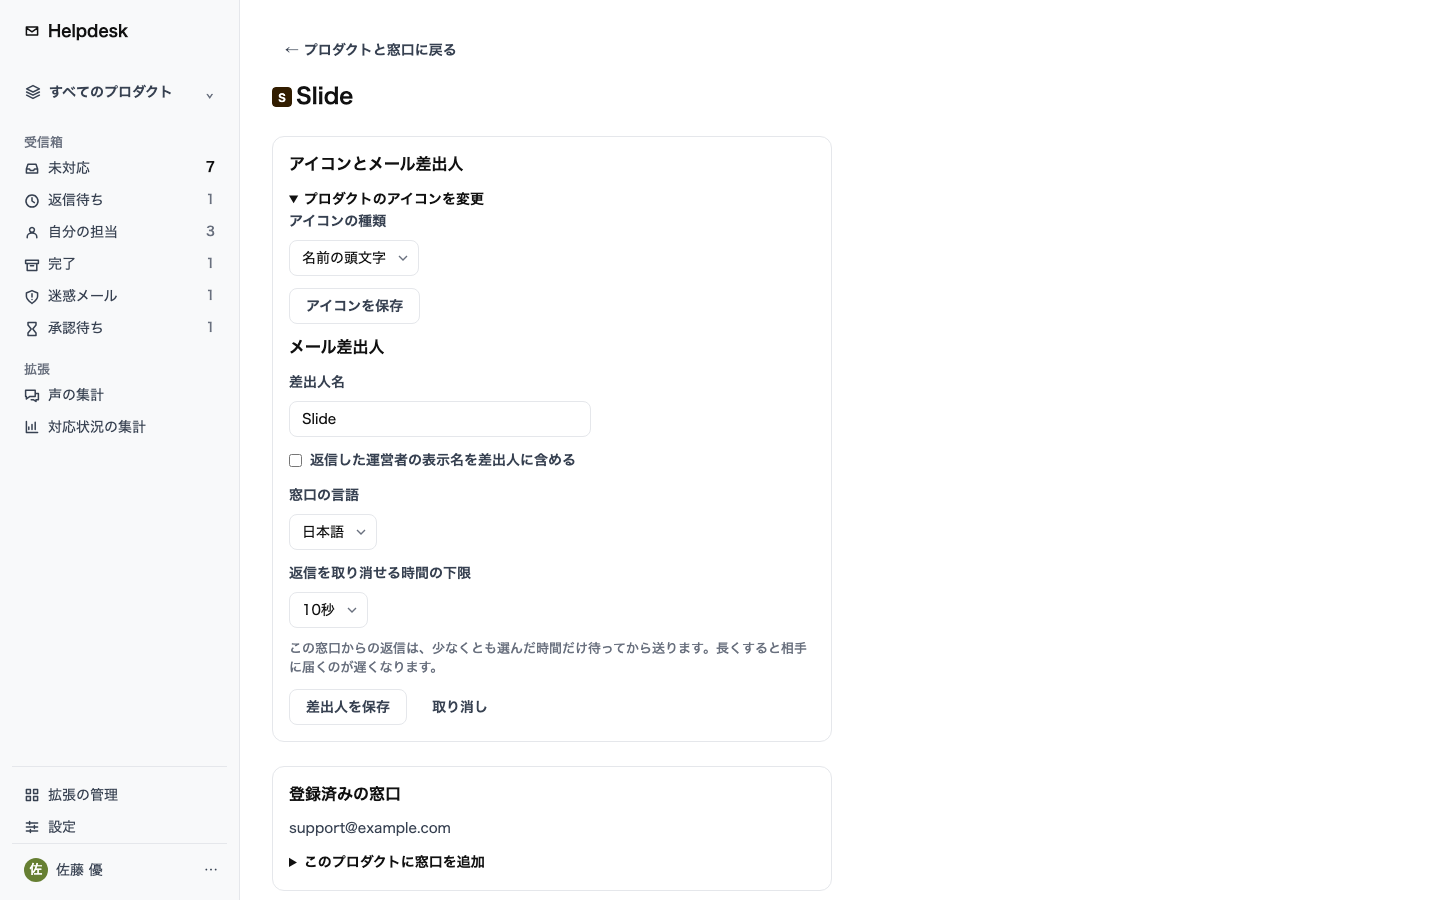 Helpdesk
すべてのプロダクト
受信箱
未対応 7
返信待ち 1
自分の担当 3
完了 1
迷惑メール 1
承認待ち 1
拡張
声の集計
対応状況の集計
拡張の管理
設定
佐 佐藤 優 …
← プロダクトと窓口に戻る
S Slide
アイコンとメール差出人
▼ プロダクトのアイコンを変更
アイコンの種類
名前の頭文字
アイコンを保存
メール差出人
差出人名
Slide
返信した運営者の表示名を差出人に含める
窓口の言語
日本語
返信を取り消せる時間の下限
10秒
この窓口からの返信は、少なくとも選んだ時間だけ待ってから送ります。長くすると相手
に届くのが遅くなります。
差出人を保存 取り消し
登録済みの窓口
support@example.com
▶ このプロダクトに窓口を追加